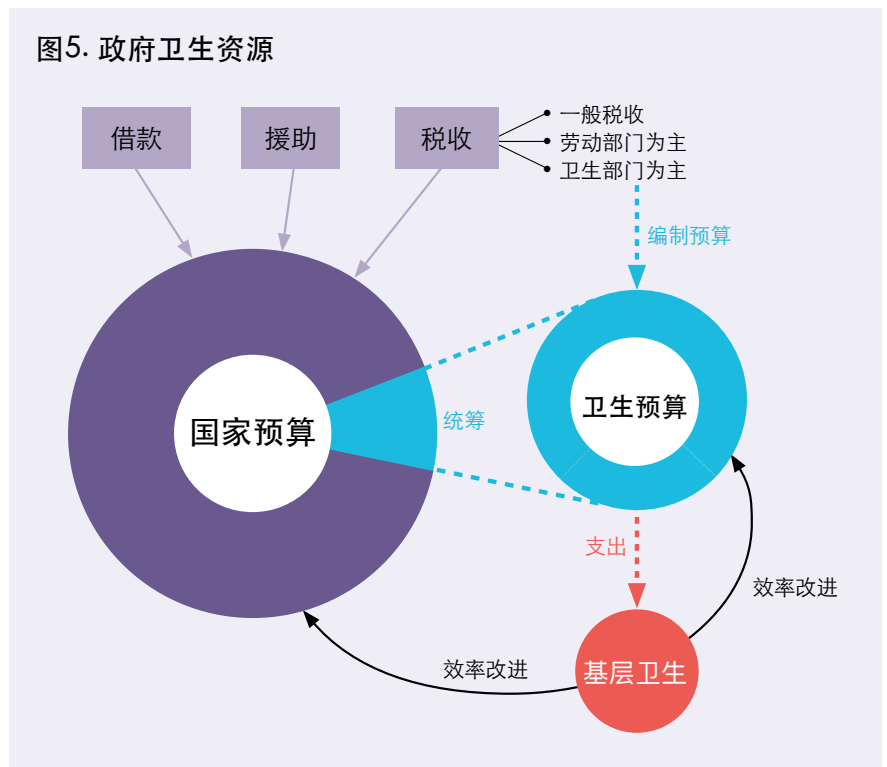 图5. 政府卫生资源
借款
援助
税收
一般税收
劳动部门为主
卫生部门为主
编制预算
国家预算
统筹
卫生预算
支出
效率改进
效率改进
基层卫生